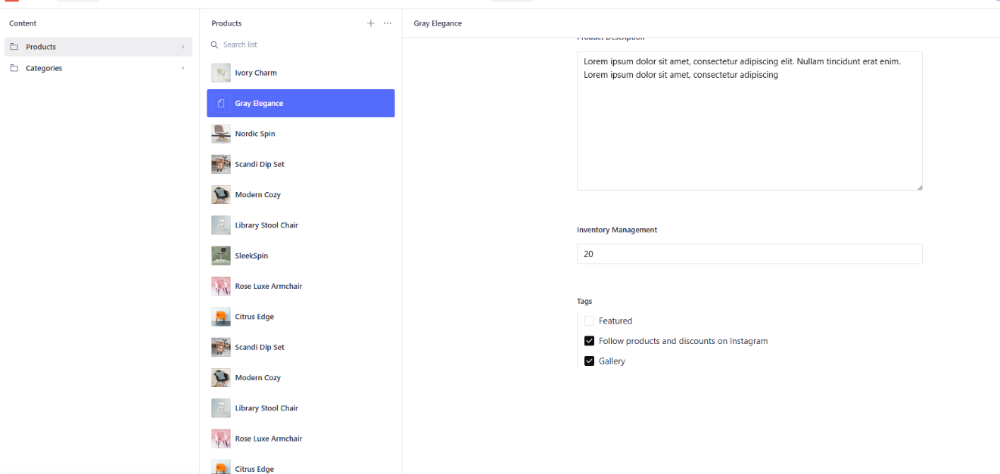 Content
Products
Categories
Products
Search list
Ivory Charm
Gray Elegance
Nordic Spin
Scandi Dip Set
Modern Cozy
Library Stool Chair
SleekSpin
Rose Luxe Armchair
Citrus Edge
Scandi Dip Set
Modern Cozy
Library Stool Chair
Rose Luxe Armchair
Citrus Edge
Gray Elegance
Product Description
Lorem ipsum dolor sit amet, consectetur adipiscing elit. Nullam tincidunt erat enim.
Lorem ipsum dolor sit amet, consectetur adipiscing
Inventory Management
20
Tags
Featured
Follow products and discounts on Instagram
Gallery